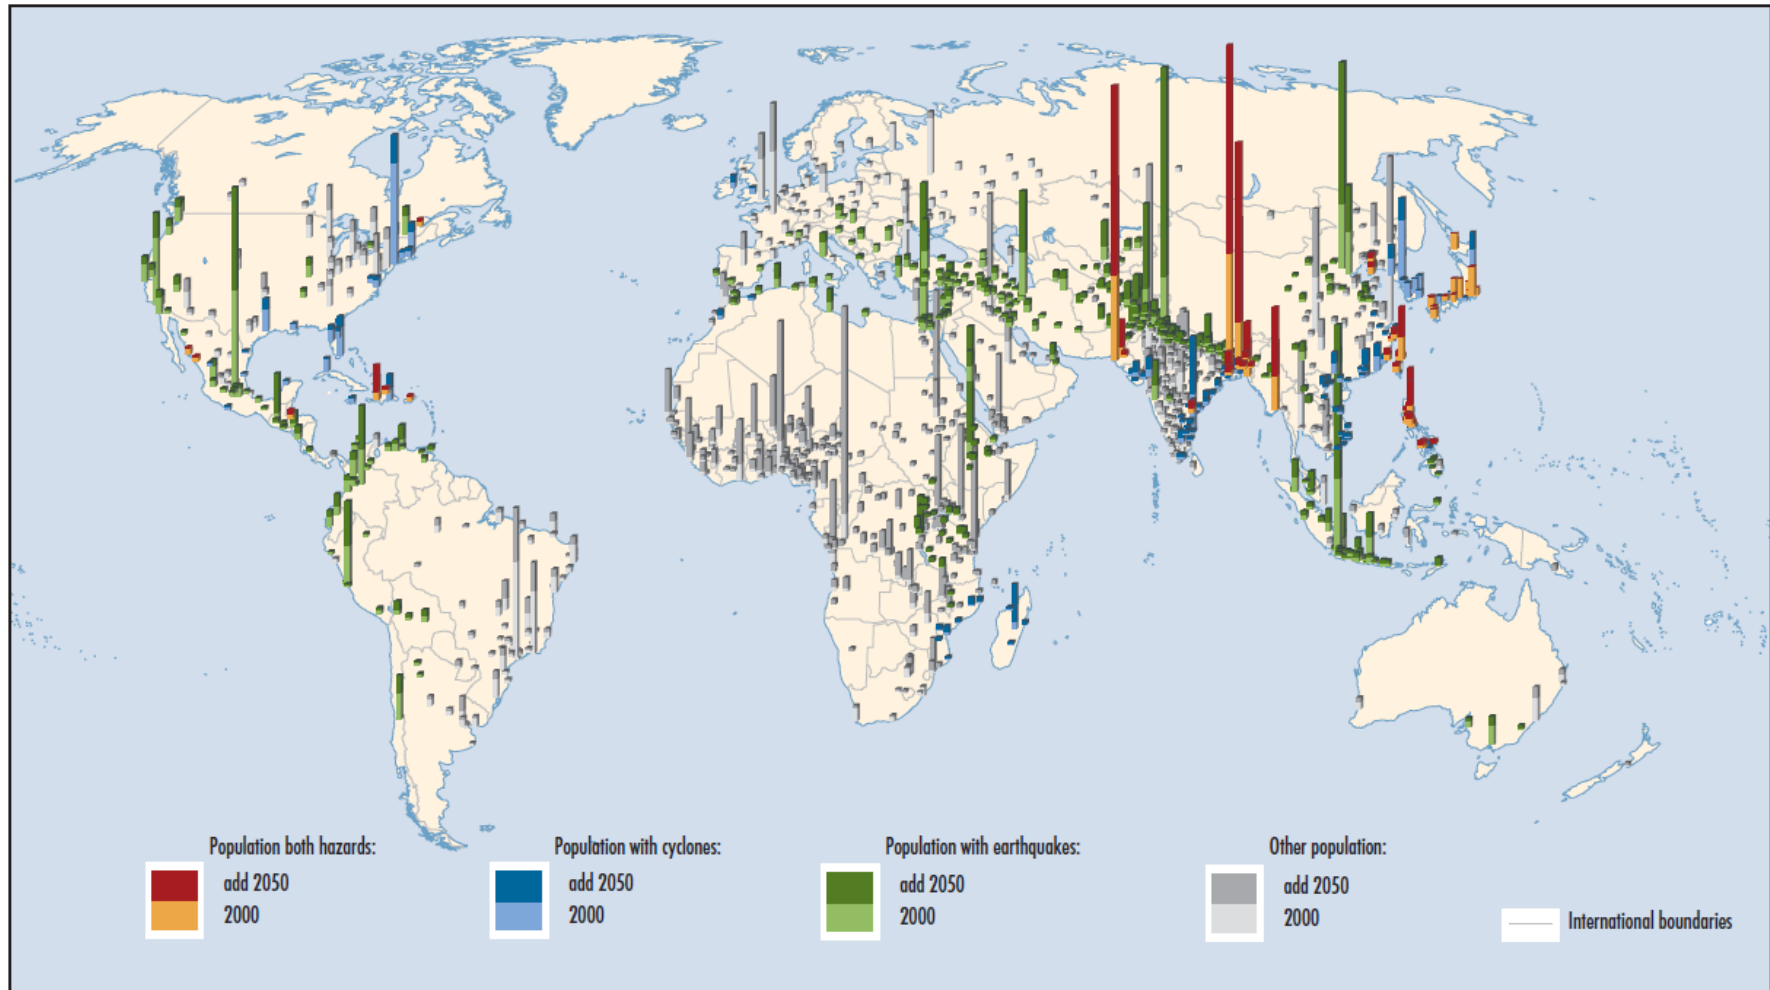 Population both hazards:
add 2050
2000
Population with cyclones:
add 2050
2000
Population with earthquakes:
add 2050
2000
Other population:
add 2050
2000
International boundaries